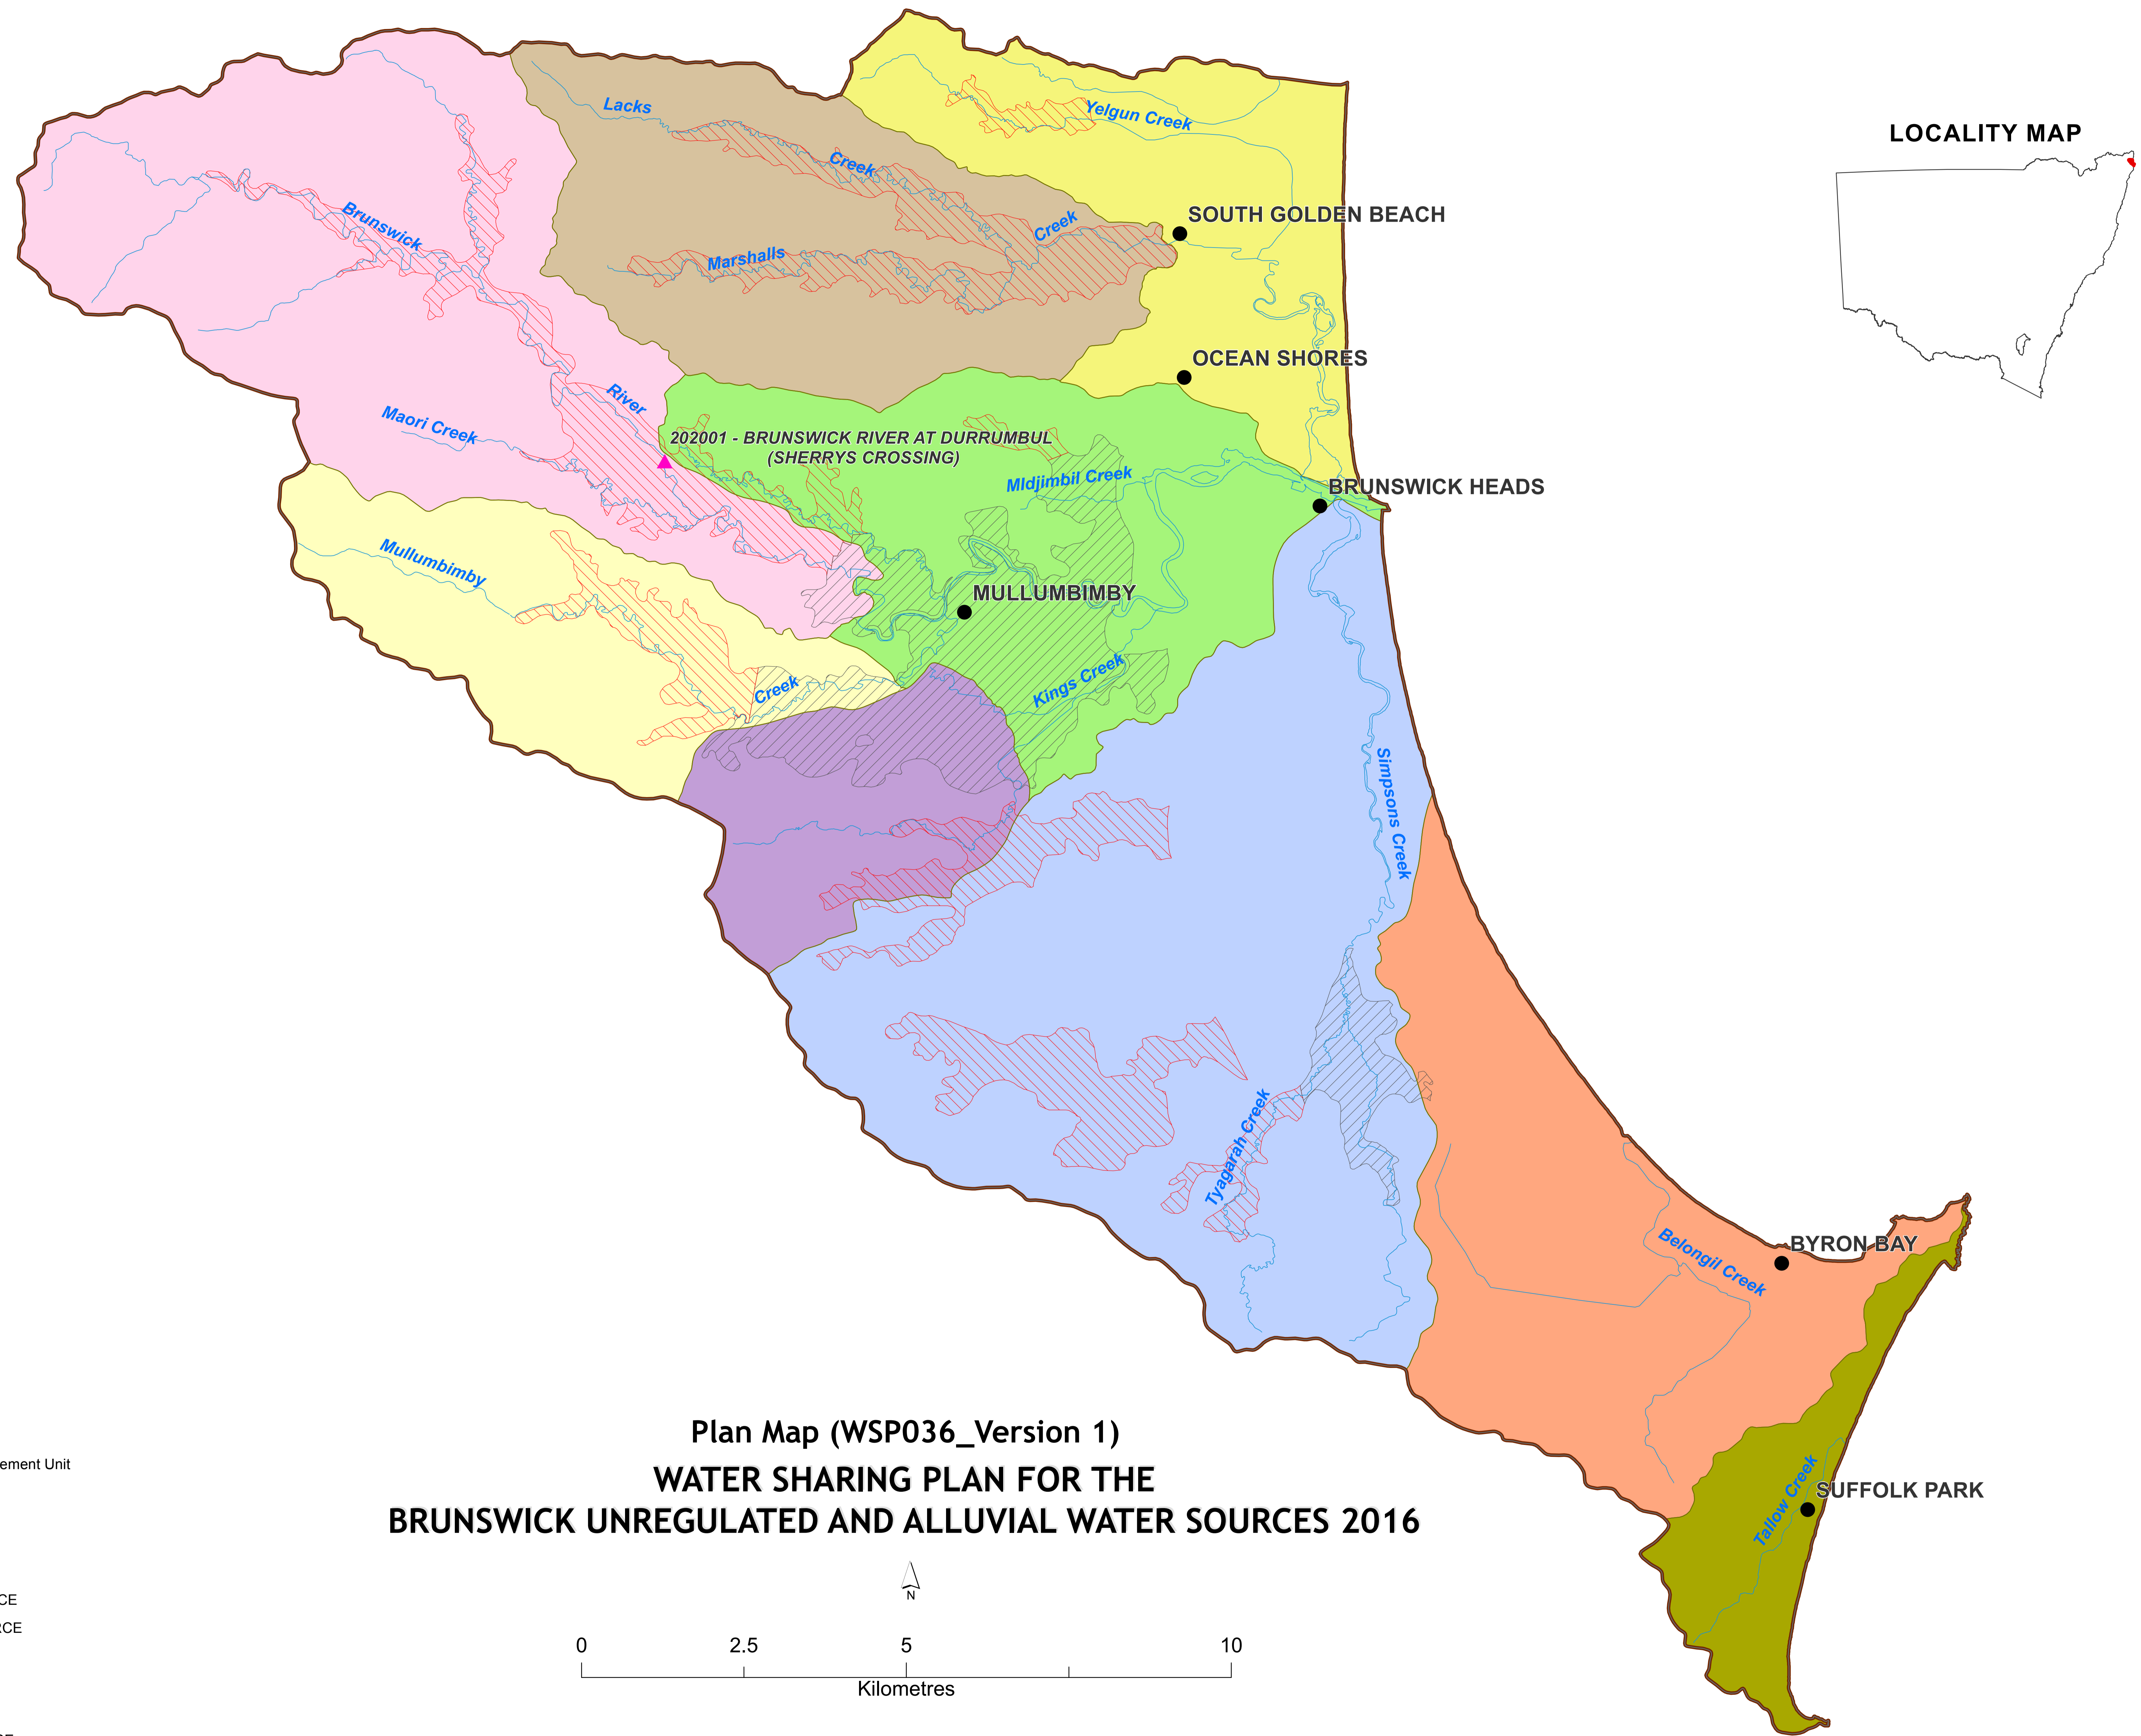 LOCALITY MAP
Lacks
Creek
Yelgun Creek
Brunswick
Marshalls
Creek
SOUTH GOLDEN BEACH
OCEAN SHORES
River
Maori Creek
202001 - BRUNSWICK RIVER AT DURRUMBUL
(SHERRYS CROSSING)
MIdjimbil Creek
BRUNSWICK HEADS
Mullumbimby
MULLUMBIMBY
Creek
Kings Creek
Simpsons Creek
Tyagarah Creek
Belongil Creek
BYRON BAY
Tallow Creek
SUFFOLK PARK
Plan Map (WSP036_Version 1)
WATER SHARING PLAN FOR THE
BRUNSWICK UNREGULATED AND ALLUVIAL WATER SOURCES 2016
N
0 2.5 5 10
Kilometres
ement Unit
CE
RCE